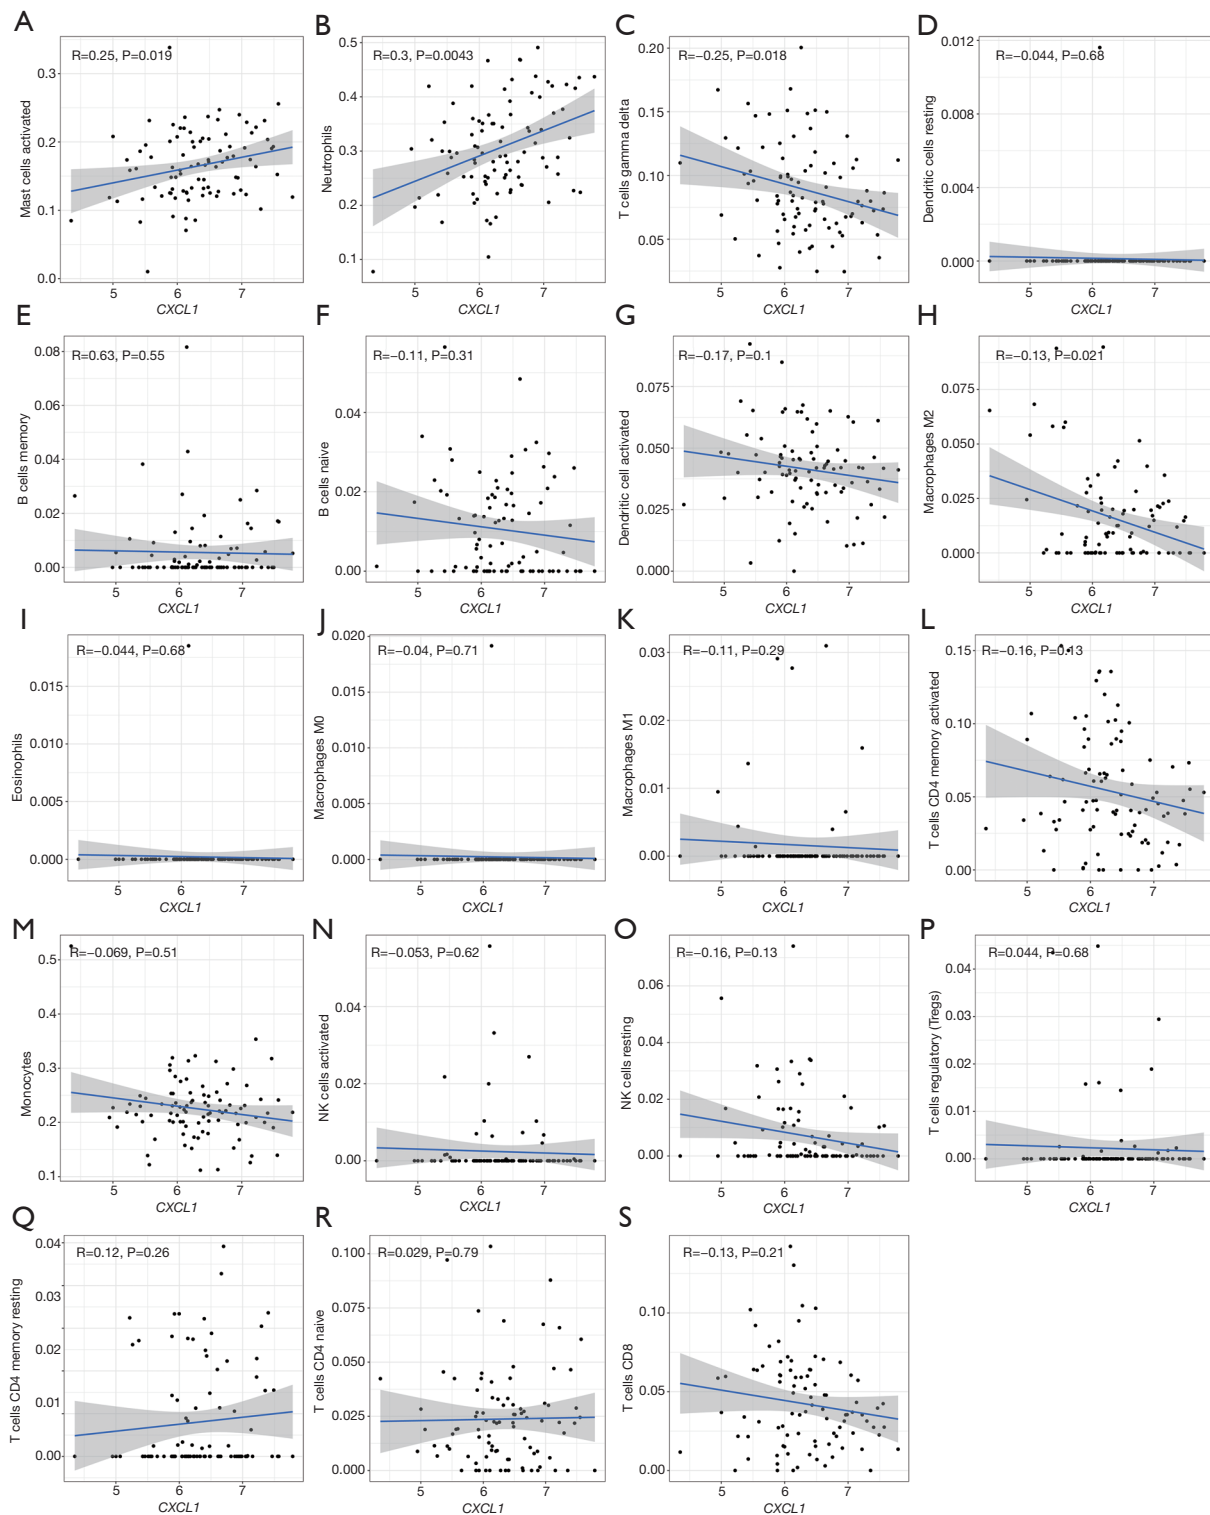 A
R=0.25, P=0.019
Mast cells activated
0.3
0.2
0.1
0.0
5 6 7
CXCL1
B
R=0.3, P=0.0043
Neutrophils
0.5
0.4
0.3
0.2
0.1
5 6 7
CXCL1
C
R=−0.25, P=0.018
T cells gamma delta
0.20
0.15
0.10
0.05
5 6 7
CXCL1
D
R=−0.044, P=0.68
Dendritic cells resting
0.012
0.008
0.004
0.000
5 6 7
CXCL1
E
R=0.63, P=0.55
B cells memory
0.08
0.06
0.04
0.02
0.00
5 6 7
CXCL1
F
R=−0.11, P=0.31
B cells naive
0.04
0.02
0.00
5 6 7
CXCL1
G
R=−0.17, P=0.1
Dendritic cell activated
0.075
0.050
0.025
0.000
5 6 7
CXCL1
H
R=−0.13, P=0.021
Macrophages M2
0.075
0.050
0.025
0.000
5 6 7
CXCL1
I
R=−0.044, P=0.68
Eosinophils
0.015
0.010
0.005
0.000
5 6 7
CXCL1
J
R=−0.04, P=0.71
Macrophages M0
0.020
0.015
0.010
0.005
0.000
5 6 7
CXCL1
K
R=−0.11, P=0.29
Macrophages M1
0.03
0.02
0.01
0.00
5 6 7
CXCL1
L
R=−0.16, P=0.13
T cells CD4 memory activated
0.15
0.10
0.05
0.00
5 6 7
CXCL1
M
R=−0.069, P=0.51
Monocytes
0.5
0.4
0.3
0.2
0.1
5 6 7
CXCL1
N
R=−0.053, P=0.62
NK cells activated
0.04
0.02
0.00
5 6 7
CXCL1
O
R=−0.16, P=0.13
NK cells resting
0.06
0.04
0.02
0.00
5 6 7
CXCL1
P
R=0.044, P=0.68
T cells regulatory (Tregs)
0.04
0.03
0.02
0.01
0.00
5 6 7
CXCL1
Q
R=0.12, P=0.26
T cells CD4 memory resting
0.04
0.03
0.02
0.01
0.00
5 6 7
CXCL1
R
R=0.029, P=0.79
T cells CD4 naive
0.100
0.075
0.050
0.025
0.000
5 6 7
CXCL1
S
R=−0.13, P=0.21
T cells CD8
0.10
0.05
0.00
5 6 7
CXCL1